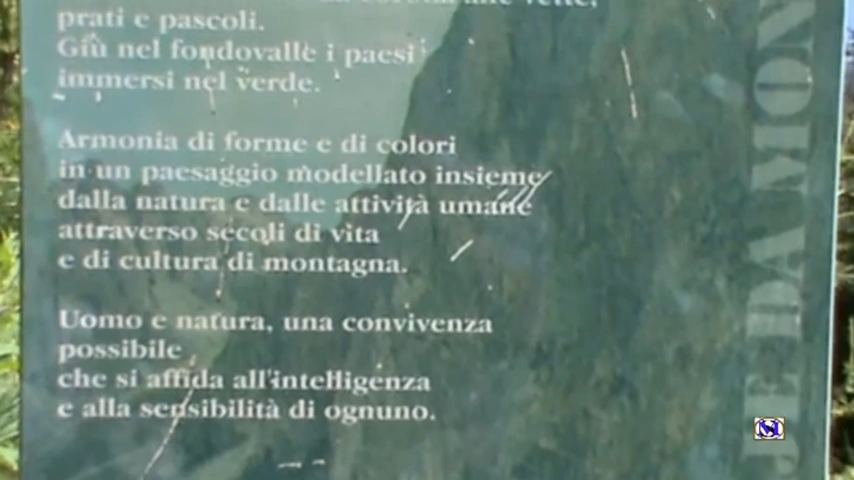 alle vette,
prati e pascoli.
Giù nel fondovalle i paesi
immersi nel verde.
Armonia di forme e di colori
in un paesaggio modellato insieme
dalla natura e dalle attività umane
attraverso secoli di vita
e di cultura di montagna.
Uomo e natura, una convivenza
possibile
che si affida all'intelligenza
e alla sensibilità di ognuno.